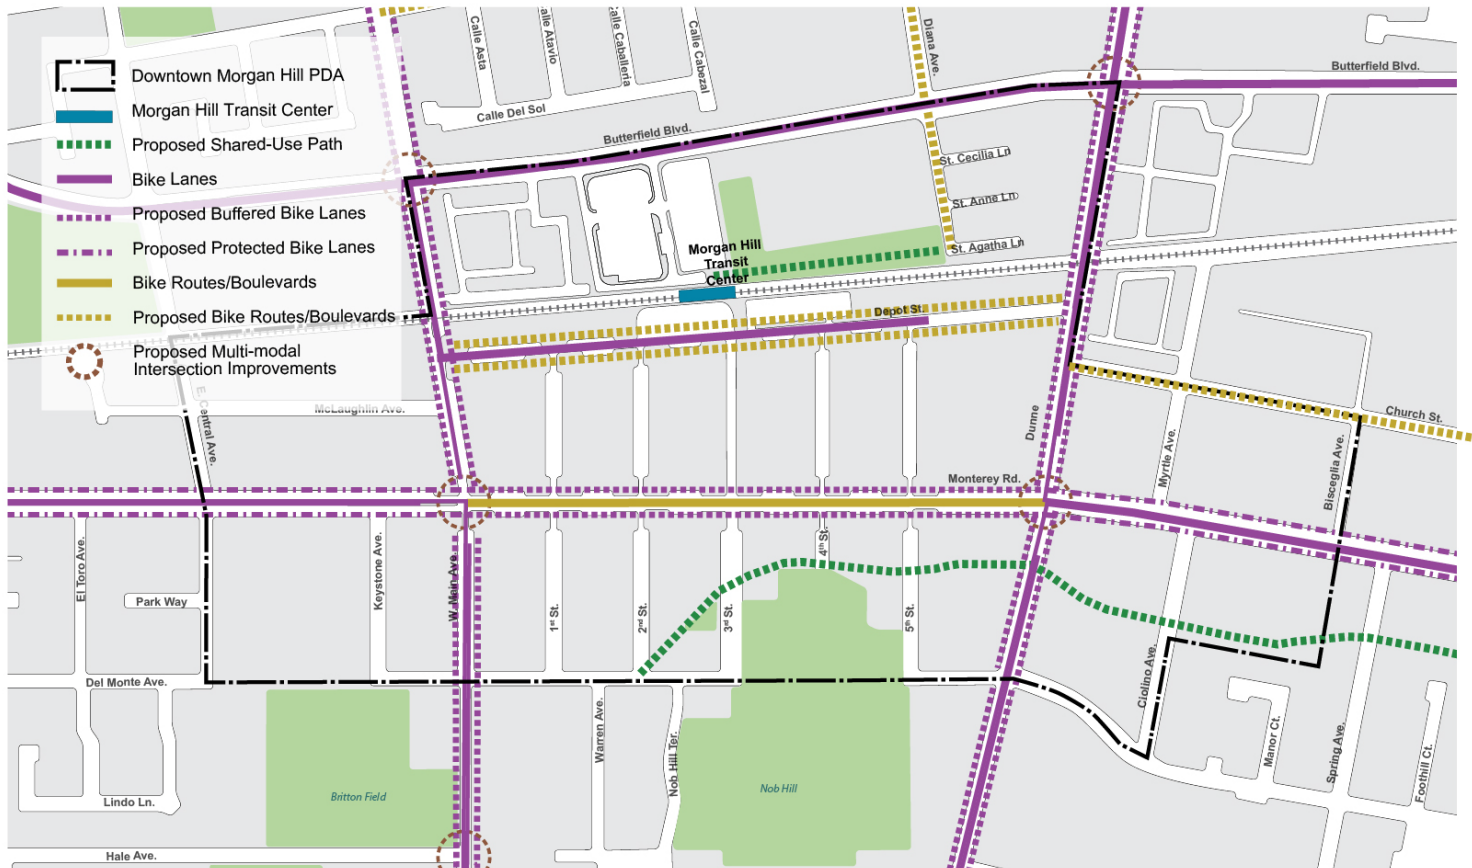 Downtown Morgan Hill PDA
Morgan Hill Transit Center
Proposed Shared-Use Path
Bike Lanes
Proposed Buffered Bike Lanes
Proposed Protected Bike Lanes
Bike Routes/Boulevards
Proposed Bike Routes/Boulevards
Proposed Multi-modal
Intersection Improvements
Calle Asta
alle Atavio
alle Caballeria
Calle Cabezal
Diana Ave.
Butterfield Blvd.
Calle Del Sol
Butterfield Blvd.
St. Cecilia Ln
St. Anne Ln
St. Agatha Ln
Morgan Hill
Transit
Center
Depot St.
McLaughlin Ave.
E. Central Ave.
Dunne
Church St.
Myrtle Ave.
Bisceglia Ave.
Monterey Rd.
El Toro Ave.
Keystone Ave.
W. Main Ave.
4th St.
Park Way
1st St.
2nd St.
3rd St.
5th St.
Del Monte Ave.
Ciolino Ave.
Warren Ave.
Nob Hill Ter.
Manor Ct.
Spring Ave.
Foothill Ct.
Lindo Ln.
Britton Field
Nob Hill
Hale Ave.